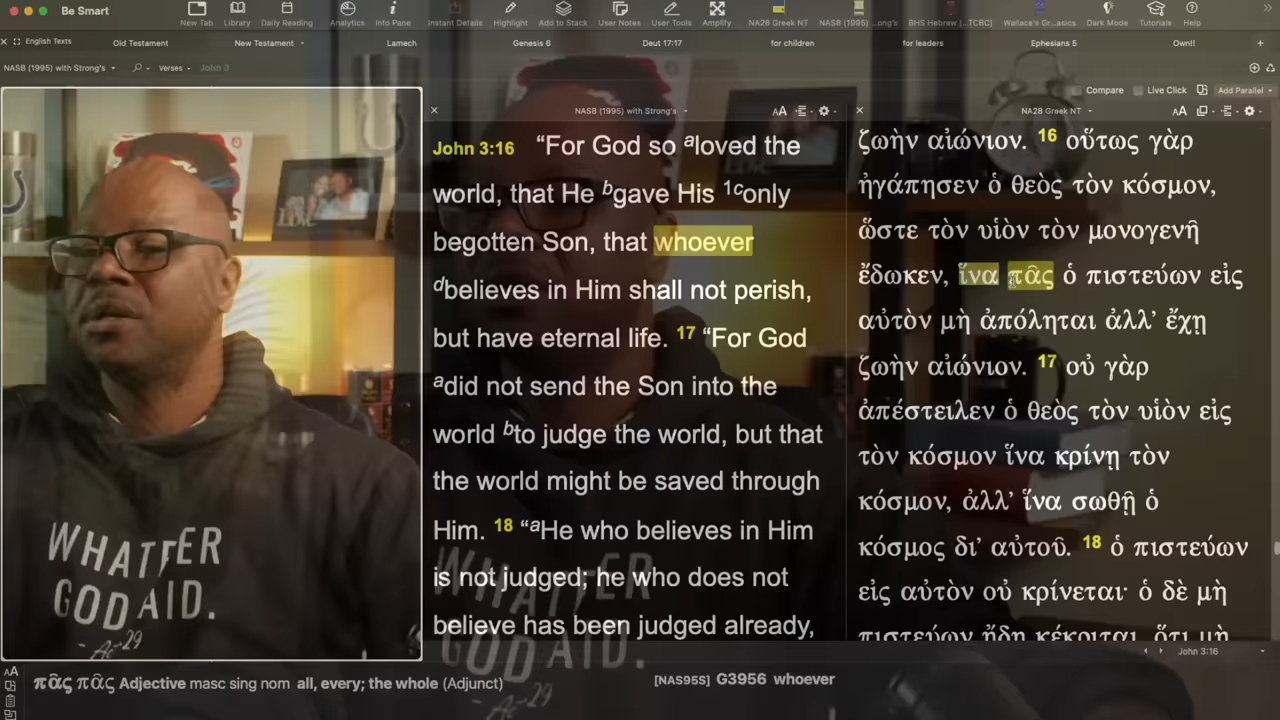 Be Smart
New Tab
Library
Daily Reading
Analytics
Info Pane
Instant Details
Highlight
Add to Stack
User Notes
User Tools
Amplify
NA28 Greek NT
NASB (1995) ...ong's
BHS Hebrew (...TCBC)
Wallace's Gr...asics
Dark Mode
Tutorials
Help
English Texts
Old Testament
New Testament
Lamech
Genesis 6
Deut 17:17
for children
for leaders
Ephesians 5
Own!!
NASB (1995) with Strong's
Verses
John 3
Compare
Live Click
Add Parallel
NASB (1995) with Strong's
John 3:16 “For God so aloved the
world, that He bgave His 1conly
begotten Son, that whoever
dbelieves in Him shall not perish,
but have eternal life. 17 “For God
adid not send the Son into the
world bto judge the world, but that
the world might be saved through
Him. 18 “aHe who believes in Him
is not judged; he who does not
believe has been judged already,
NA28 Greek NT
ζωὴν αἰώνιον. 16 οὕτως γὰρ
ἠγάπησεν ὁ θεὸς τὸν κόσμον,
ὥστε τὸν υἱὸν τὸν μονογενῆ
ἔδωκεν, ἵνα πᾶς ὁ πιστεύων εἰς
αὐτὸν μὴ ἀπόληται ἀλλ’ ἔχῃ
ζωὴν αἰώνιον. 17 οὐ γὰρ
ἀπέστειλεν ὁ θεὸς τὸν υἱὸν εἰς
τὸν κόσμον ἵνα κρίνῃ τὸν
κόσμον, ἀλλ’ ἵνα σωθῇ ὁ
κόσμος δι’ αὐτοῦ. 18 ὁ πιστεύων
εἰς αὐτὸν οὐ κρίνεται· ὁ δὲ μὴ
πιστεύων ἤδη κέκριται, ὅτι μὴ
John 3:16
GOD
AID.
πᾶς πᾶς Adjective masc sing nom all, every; the whole (Adjunct)
[NAS95S] G3956 whoever